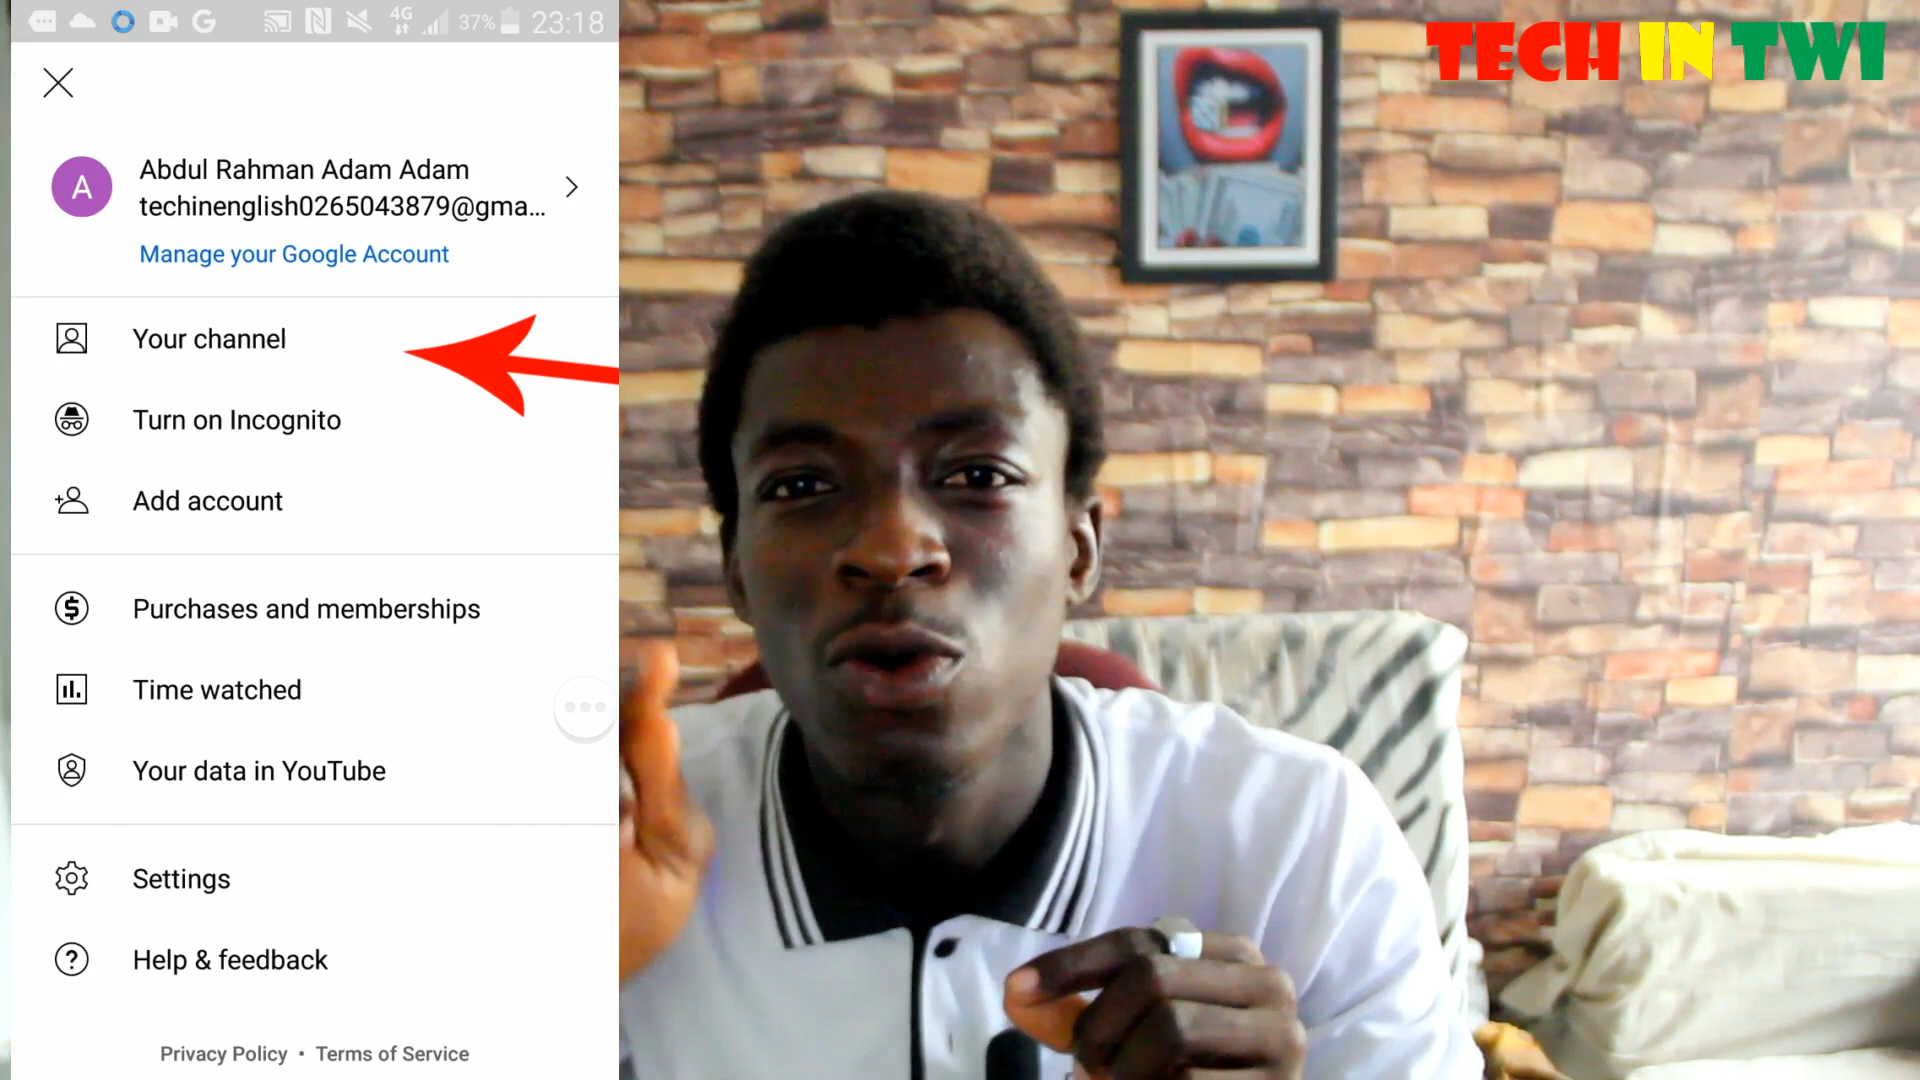 4G
37%
23:18
TECH IN TWI
A
Abdul Rahman Adam Adam
techinenglish0265043879@gma...
Manage your Google Account
Your channel
Turn on Incognito
Add account
Purchases and memberships
Time watched
Your data in YouTube
Settings
Help & feedback
Privacy Policy • Terms of Service